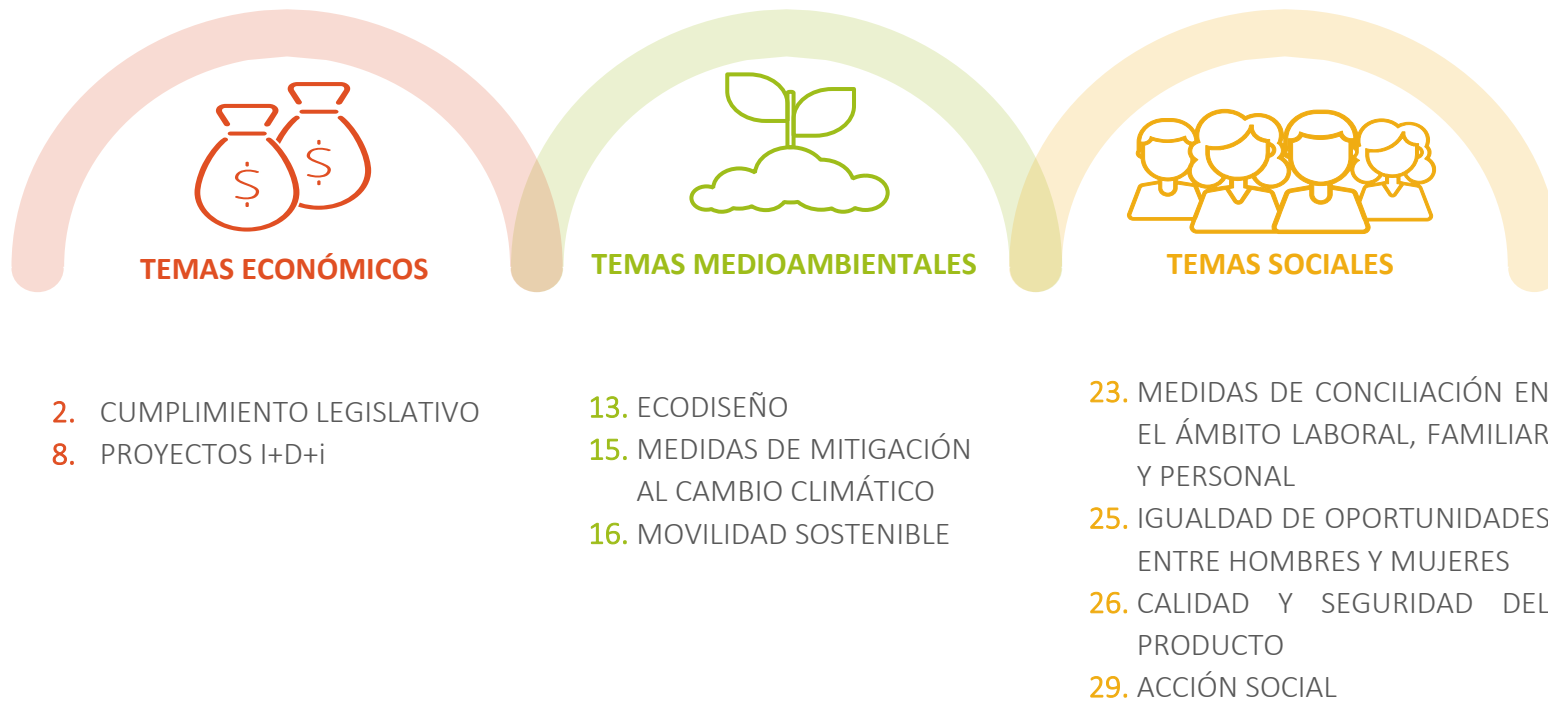 $
$
TEMAS ECONÓMICOS
2. CUMPLIMIENTO LEGISLATIVO
8. PROYECTOS I+D+i
TEMAS MEDIOAMBIENTALES
13. ECODISEÑO
15. MEDIDAS DE MITIGACIÓN
AL CAMBIO CLIMÁTICO
16. MOVILIDAD SOSTENIBLE
TEMAS SOCIALES
23. MEDIDAS DE CONCILIACIÓN EN
EL ÁMBITO LABORAL, FAMILIAR
Y PERSONAL
25. IGUALDAD DE OPORTUNIDADES
ENTRE HOMBRES Y MUJERES
26. CALIDAD Y SEGURIDAD DEL
PRODUCTO
29. ACCIÓN SOCIAL